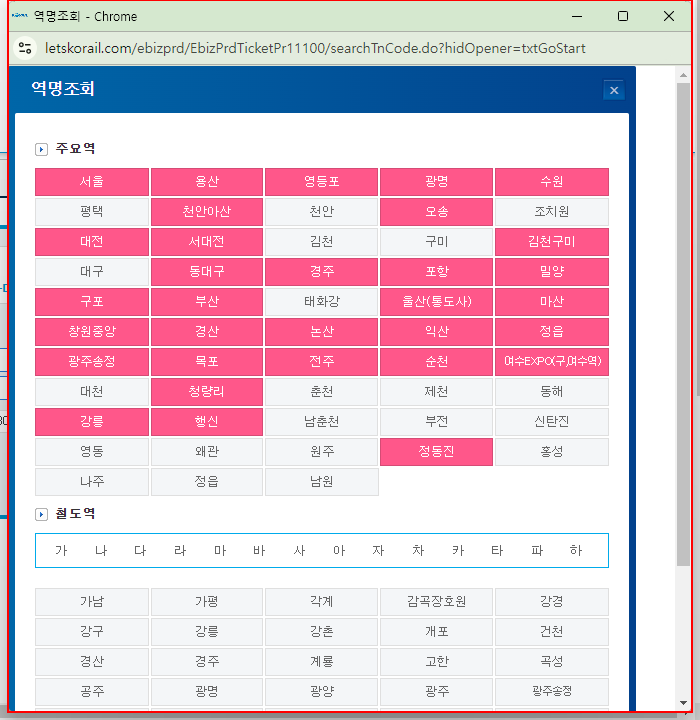 역명조회 - Chrome
letskorail.com/ebizprd/EbizPrdTicketPr11100/searchTnCode.do?hidOpener=txtGoStart
역명조회
주요역
서울 용산 영등포 광명 수원
평택 천안아산 천안 오송 조치원
대전 서대전 김천 구미 김천구미
대구 동대구 경주 포항 밀양
구포 부산 태화강 울산(통도사) 마산
창원중앙 경산 논산 익산 정읍
광주송정 목포 전주 순천 여수EXPO(구,여수역)
대천 청량리 춘천 제천 동해
강릉 행신 남춘천 부전 신탄진
영동 왜관 원주 정동진 홍성
나주 정읍 남원
철도역
가 나 다 라 마 바 사 아 자 차 카 타 파 하
가남 가평 각계 감곡장호원 강경
강구 강릉 강촌 개포 건천
경산 경주 계룡 고한 곡성
공주 광명 광양 광주 광주송정